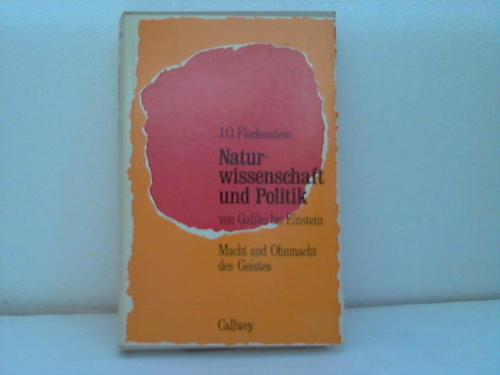 J.O. Fleckenstein
Natur-
wissenschaft
und Politik
von Galilei bis Einstein
Macht und Ohnmacht
des Geistes
Callwey